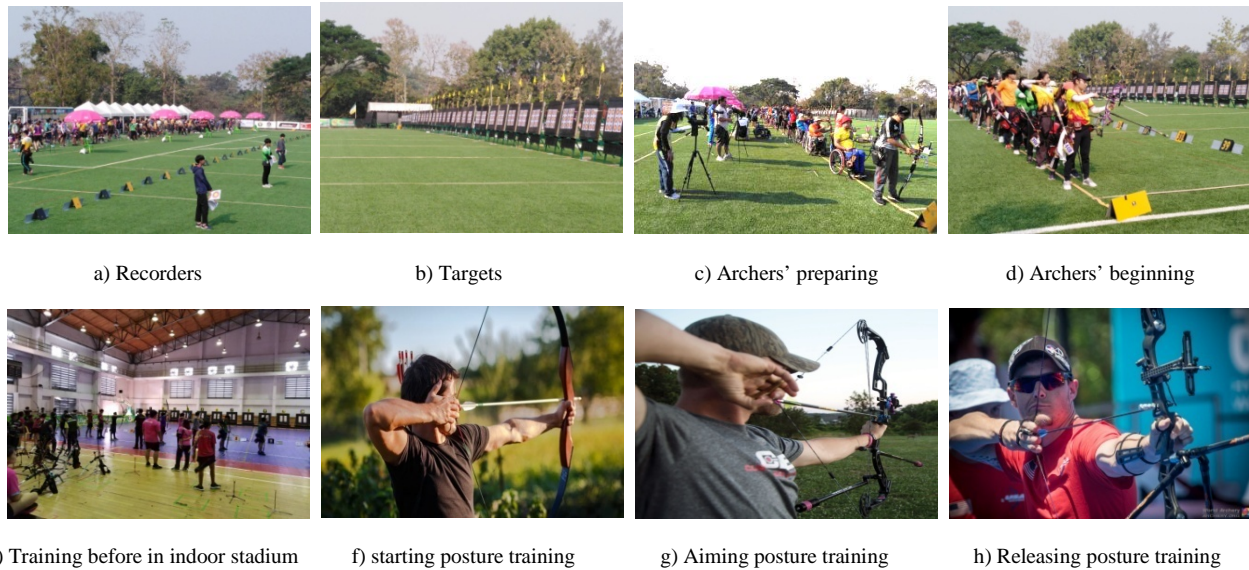 a) Recorders
b) Targets
c) Archers’ preparing
d) Archers’ beginning
) Training before in indoor stadium
f) starting posture training
g) Aiming posture training
h) Releasing posture training